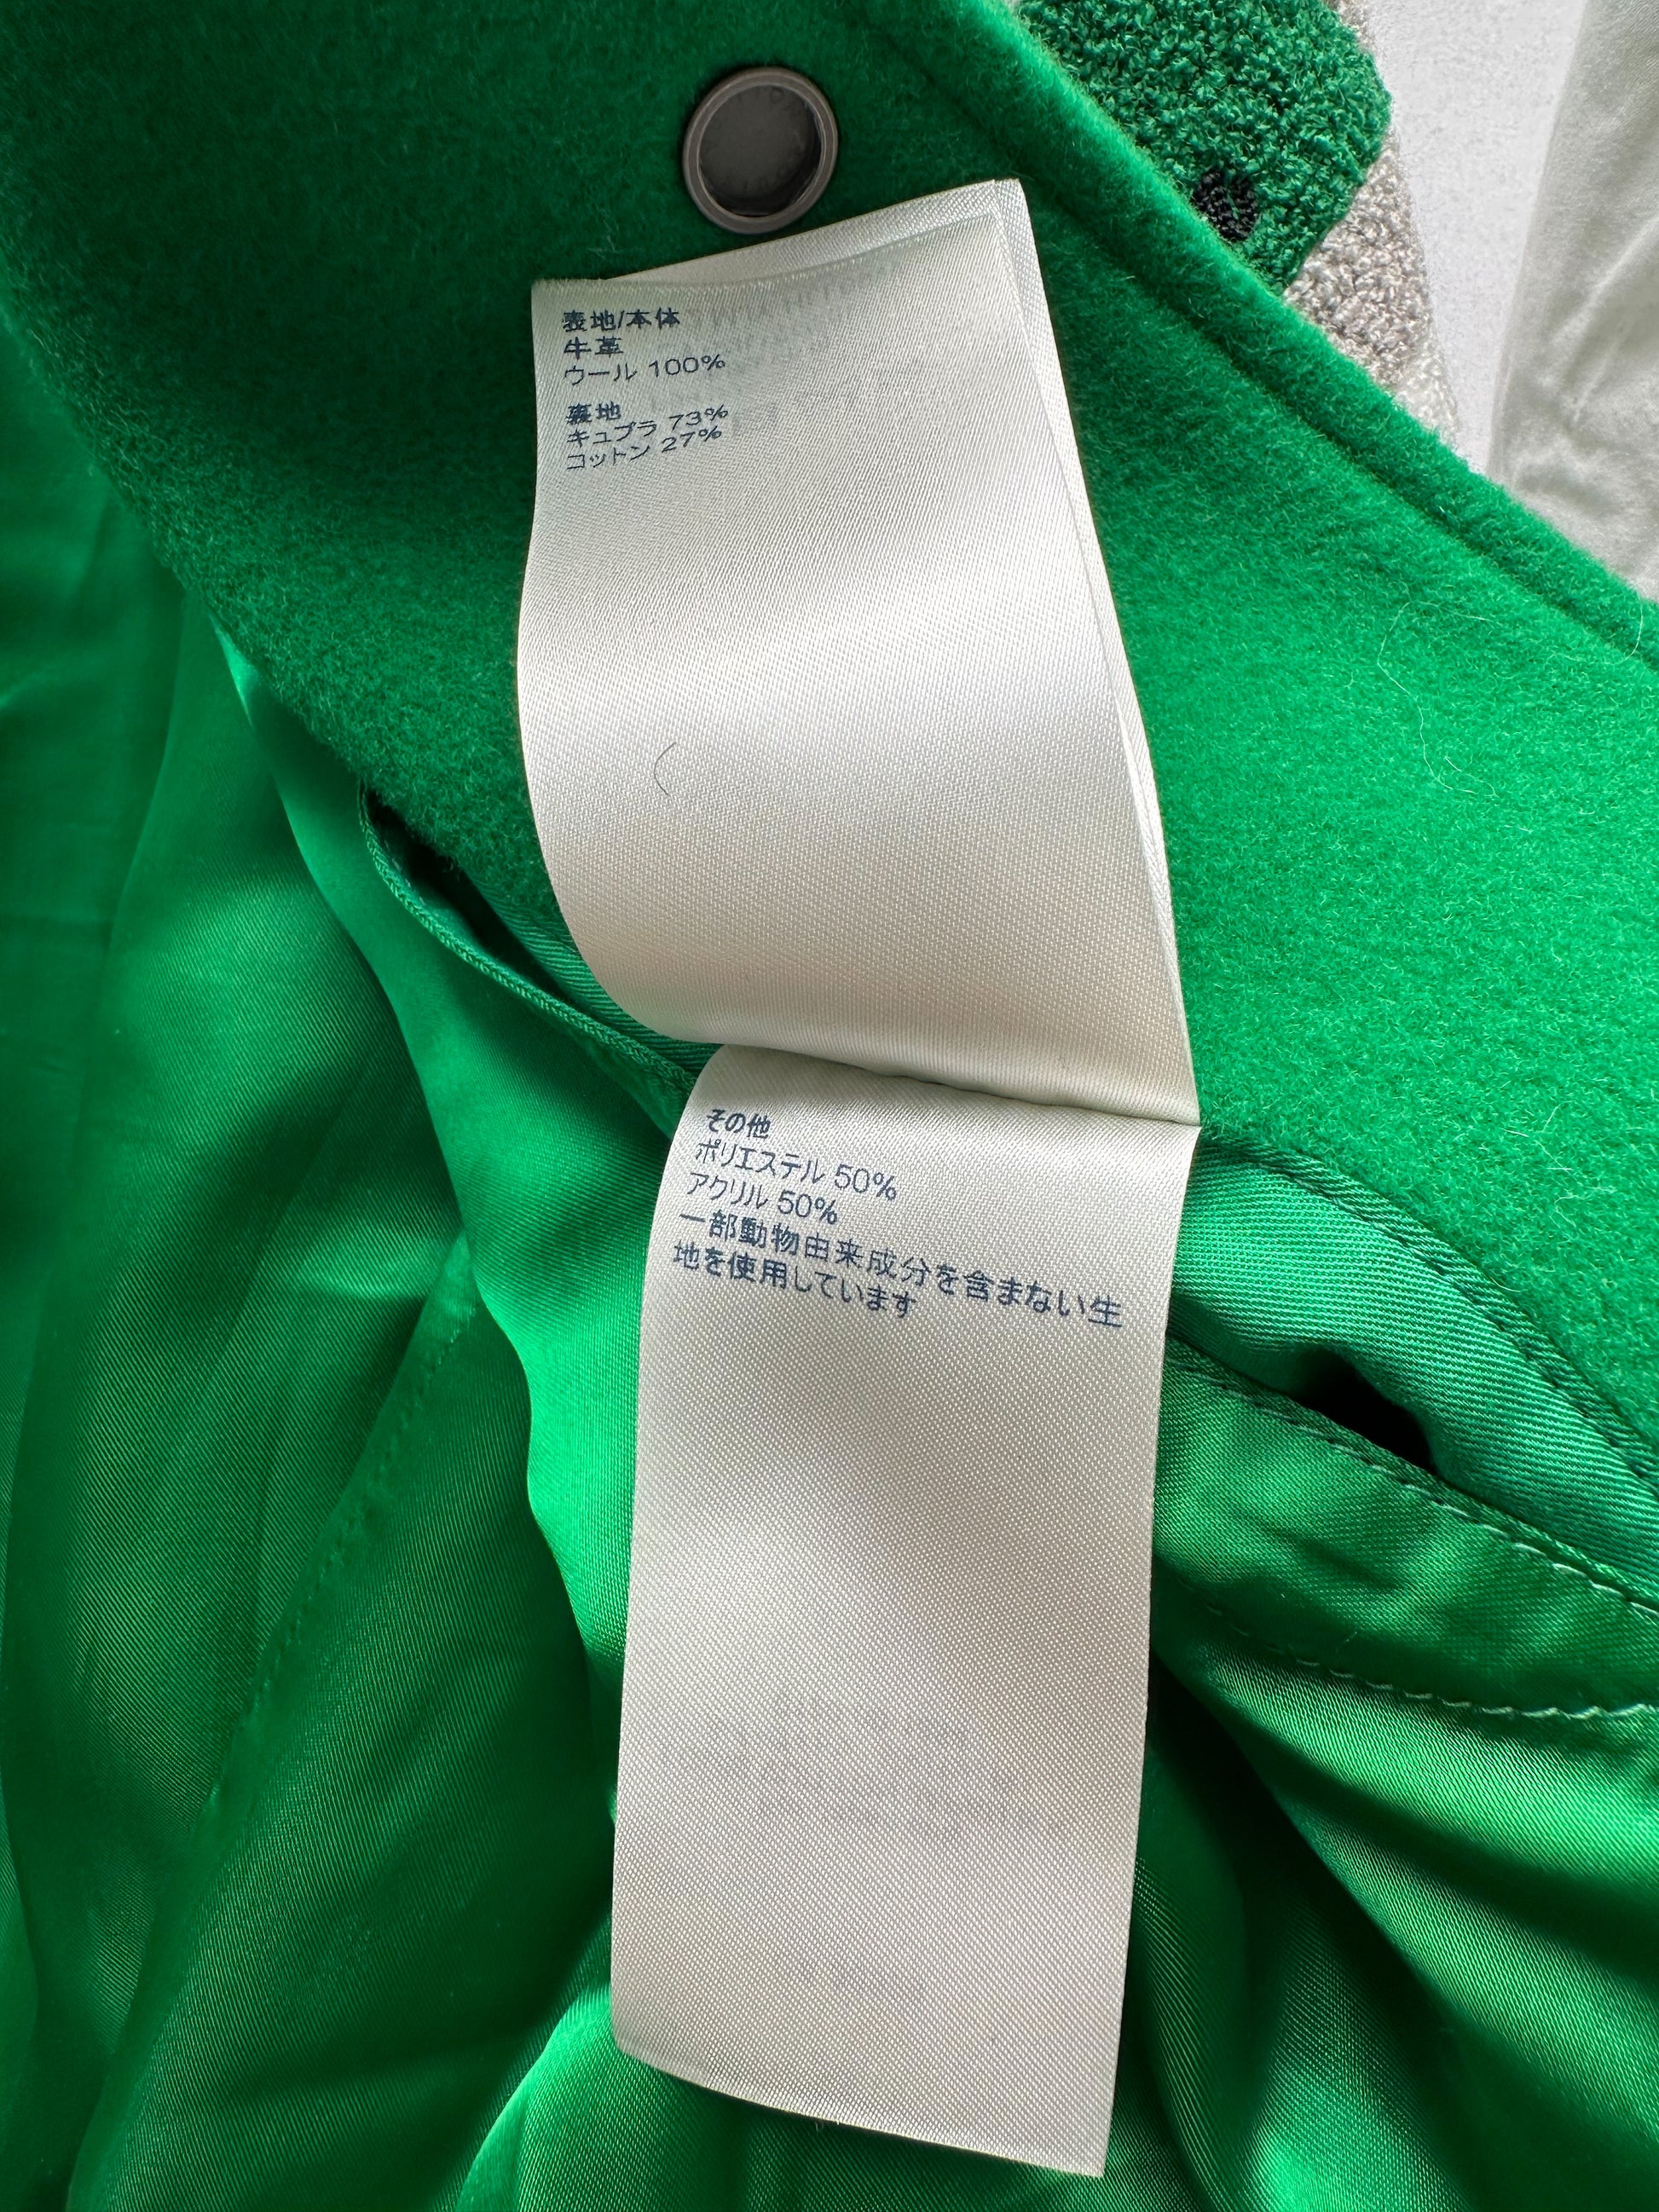 表地/本体
牛革
ウール 100%
裏地
キュプラ 73%
コットン 27%
その他
ポリエステル 50%
アクリル 50%
一部動物由来成分を含まない生
地を使用しています